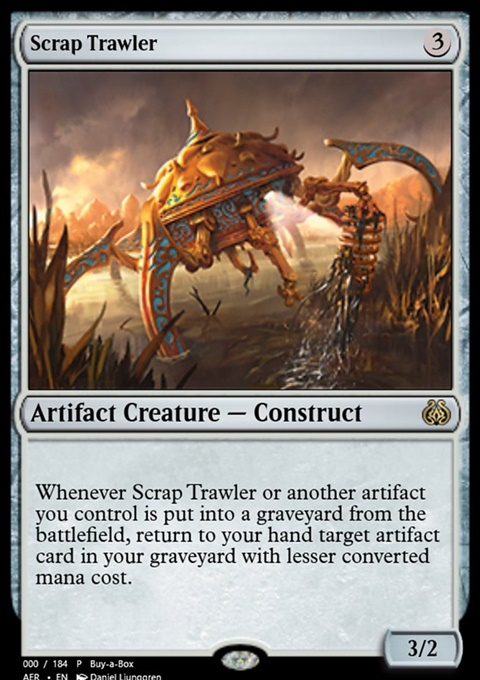 Scrap Trawler 3
Artifact Creature — Construct
Whenever Scrap Trawler or another artifact
you control is put into a graveyard from the
battlefield, return to your hand target artifact
card in your graveyard with lesser converted
mana cost.
3/2
000 / 184 P Buy-a-Box
AER • EN Daniel Ljunggren